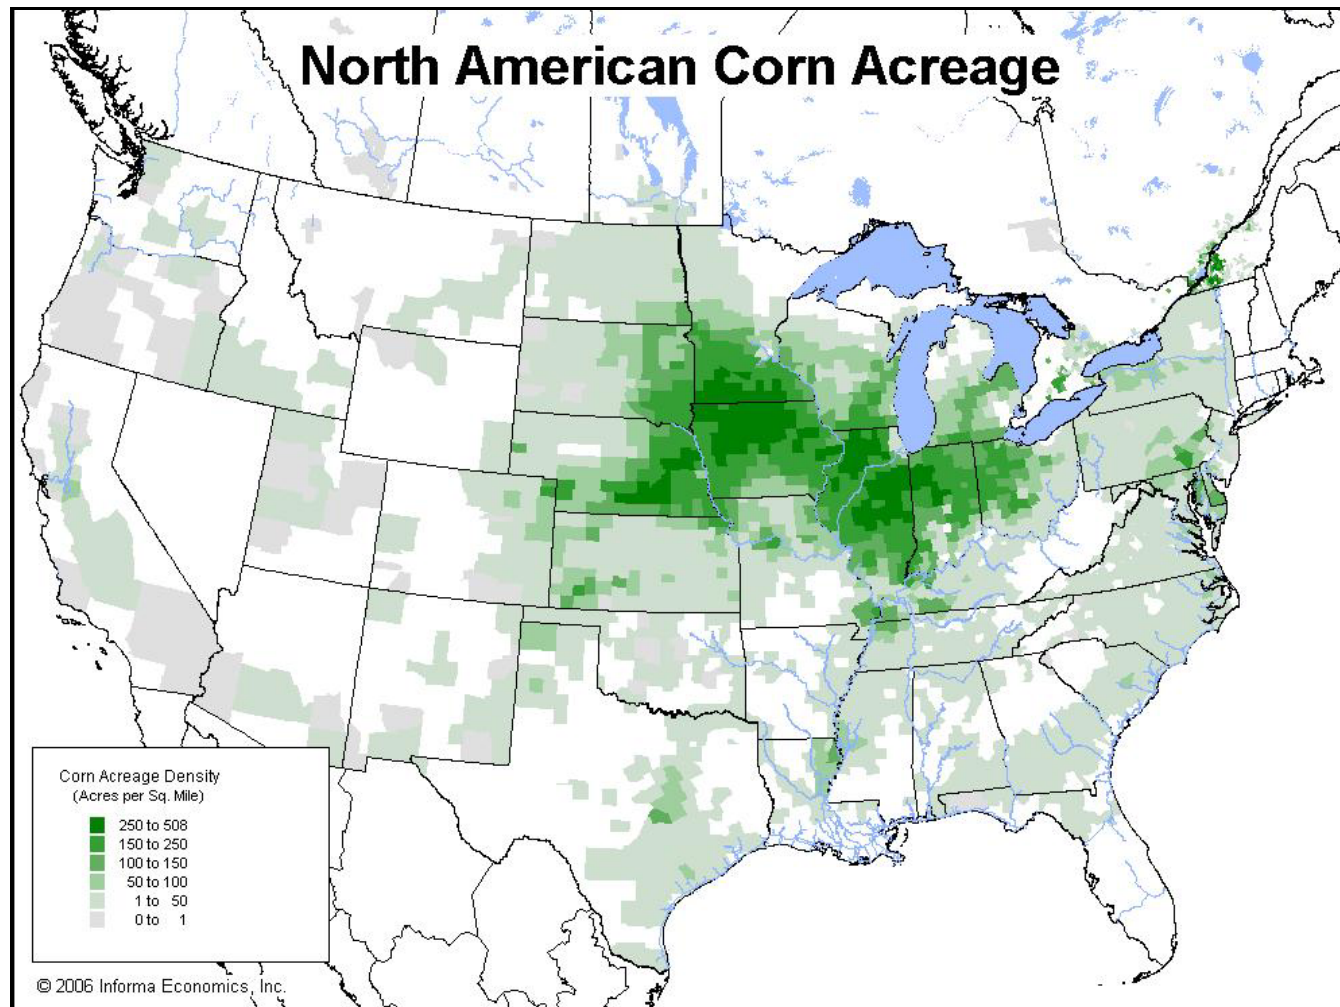 North American Corn Acreage
Corn Acreage Density
(Acres per Sq. Mile)
250 to 508
150 to 250
100 to 150
50 to 100
1 to 50
0 to 1
© 2006 Informa Economics, Inc.